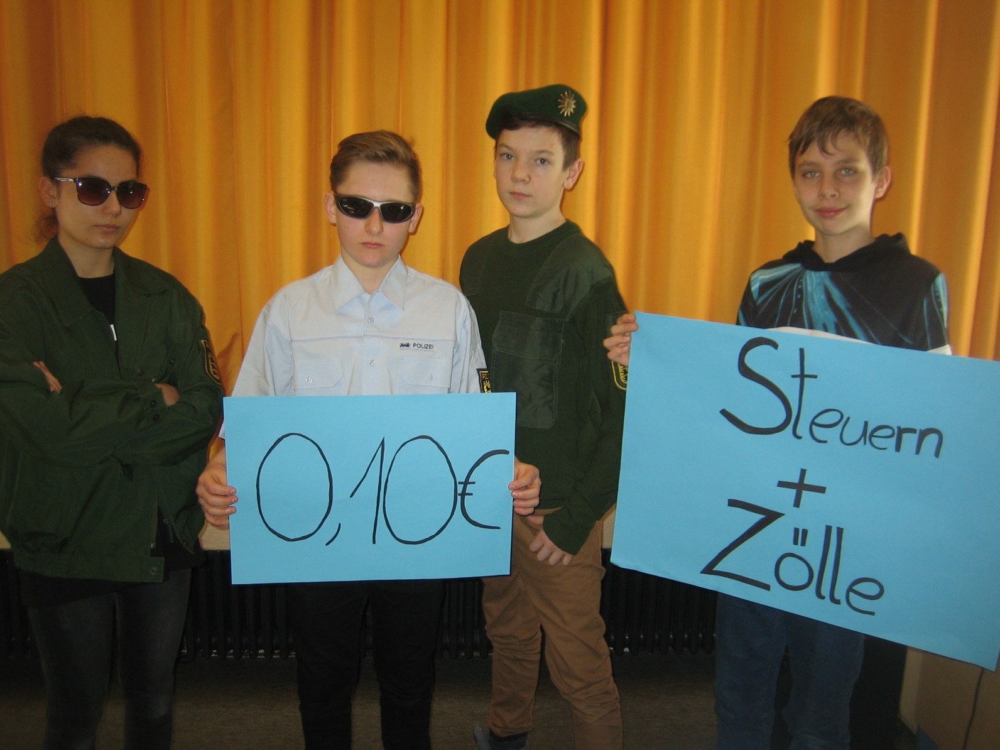 POLIZEI
0,10€
Steuern
+
Zölle